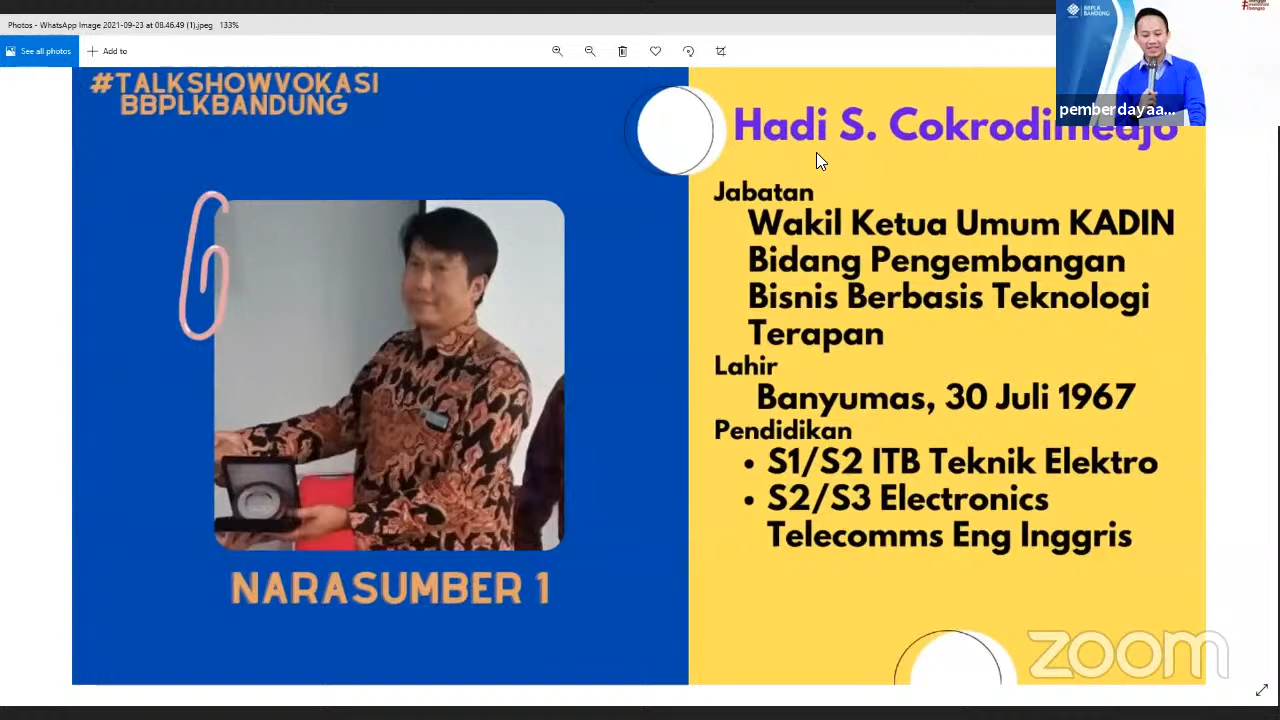 Photos - WhatsApp Image 2021-09-23 at 08.46.49 (1).jpeg 133%
See all photos
Add to
BBPLK
BANDUNG
pemberdayaa...
#TALKSHOWVOKASI
BBPLKBANDUNG
NARASUMBER 1
Hadi S. Cokrodimedjo
Jabatan
Wakil Ketua Umum KADIN
Bidang Pengembangan
Bisnis Berbasis Teknologi
Terapan
Lahir
Banyumas, 30 Juli 1967
Pendidikan
• S1/S2 ITB Teknik Elektro
• S2/S3 Electronics
Telecomms Eng Inggris
zoom